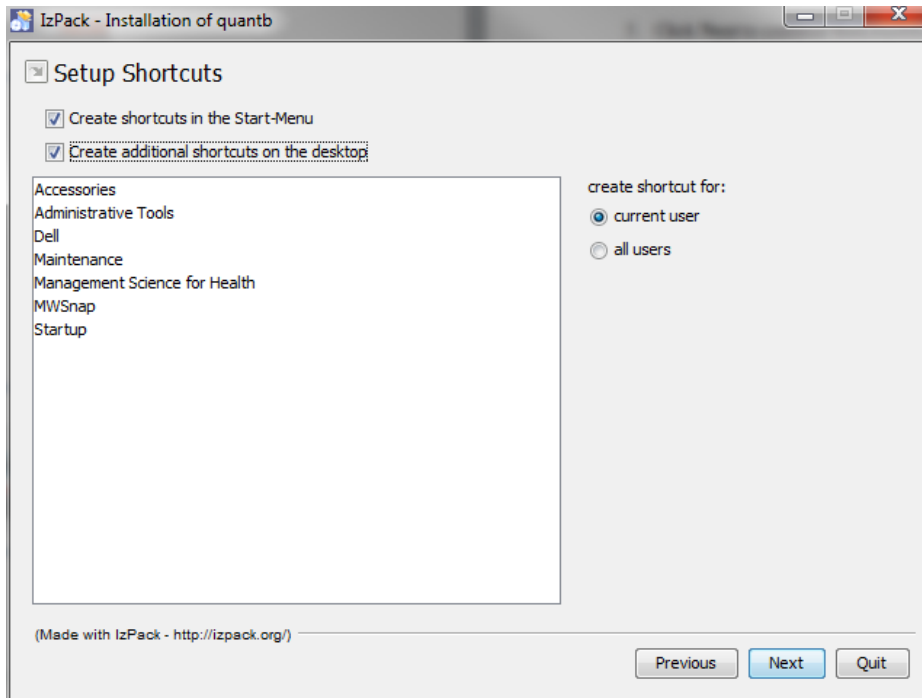 IzPack - Installation of quantb
Setup Shortcuts
Create shortcuts in the Start-Menu
Create additional shortcuts on the desktop
Accessories
Administrative Tools
Dell
Maintenance
Management Science for Health
MWSnap
Startup
create shortcut for:
current user
all users
(Made with IzPack - http://izpack.org/)
Previous
Next
Quit